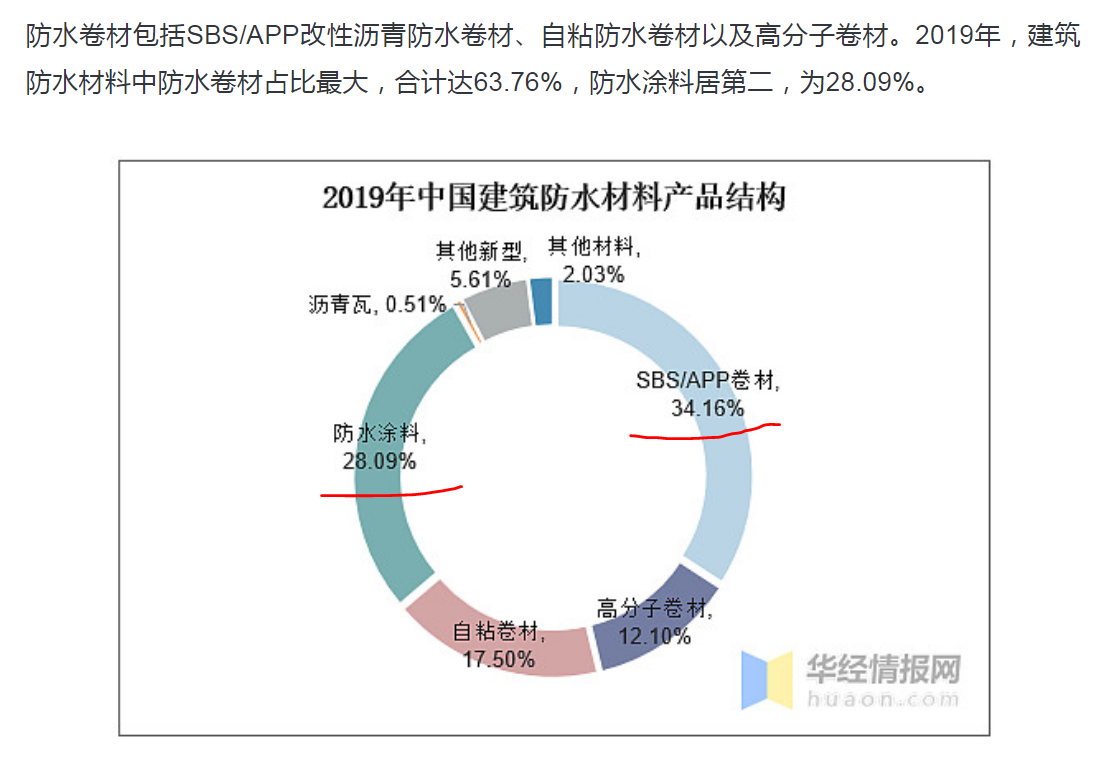 防水卷材包括SBS/APP改性沥青防水卷材、自粘防水卷材以及高分子卷材。2019年，建筑
防水材料中防水卷材占比最大，合计达63.76%，防水涂料居第二，为28.09%。
2019年中国建筑防水材料产品结构
其他新型,
5.61%
其他材料,
2.03%
沥青瓦, 0.51%
SBS/APP卷材,
34.16%
防水涂料,
28.09%
高分子卷材,
12.10%
自粘卷材,
17.50%
华经情报网
huaon.com